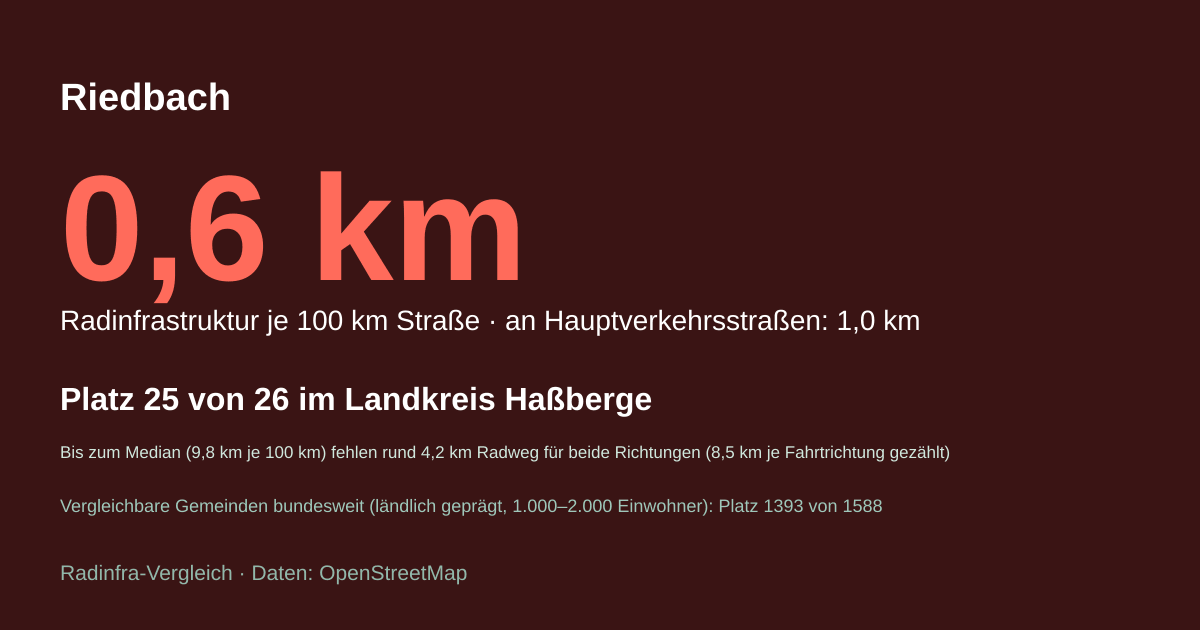 Riedbach
0,6 km
Radinfrastruktur je 100 km Straße · an Hauptverkehrsstraßen: 1,0 km
Platz 25 von 26 im Landkreis Haßberge
Bis zum Median (9,8 km je 100 km) fehlen rund 4,2 km Radweg für beide Richtungen (8,5 km je Fahrtrichtung gezählt)
Vergleichbare Gemeinden bundesweit (ländlich geprägt, 1.000–2.000 Einwohner): Platz 1393 von 1588
Radinfra-Vergleich · Daten: OpenStreetMap